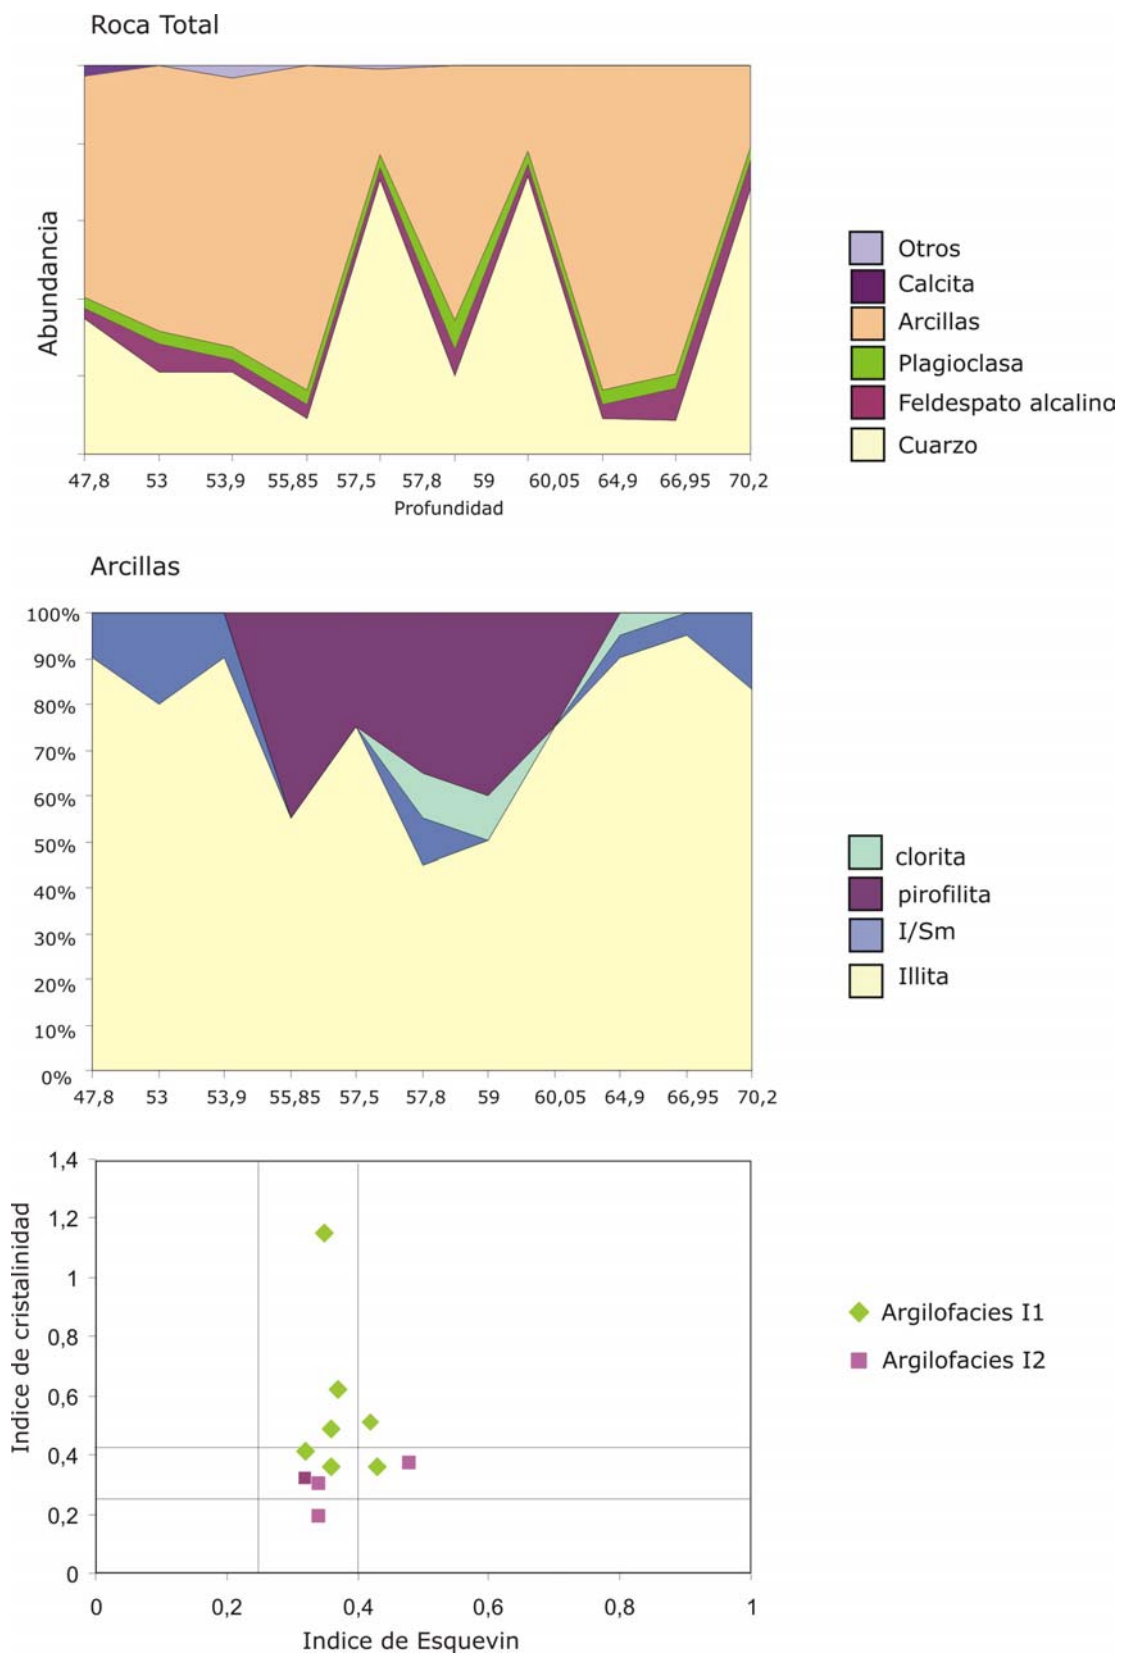 Roca Total
Abundancia
47,8 53 53,9 55,85 57,5 57,8 59 60,05 64,9 66,95 70,2
Profundidad
Otros
Calcita
Arcillas
Plagioclasa
Feldespato alcalino
Cuarzo
Arcillas
100%
90%
80%
70%
60%
50%
40%
30%
20%
10%
0%
47,8 53 53,9 55,85 57,5 57,8 59 60,05 64,9 66,95 70,2
clorita
pirofilita
I/Sm
Illita
Indice de cristalinidad
1,4
1,2
1
0,8
0,6
0,4
0,2
0
0 0,2 0,4 0,6 0,8 1
Indice de Esquevin
Argilofacies I1
Argilofacies I2